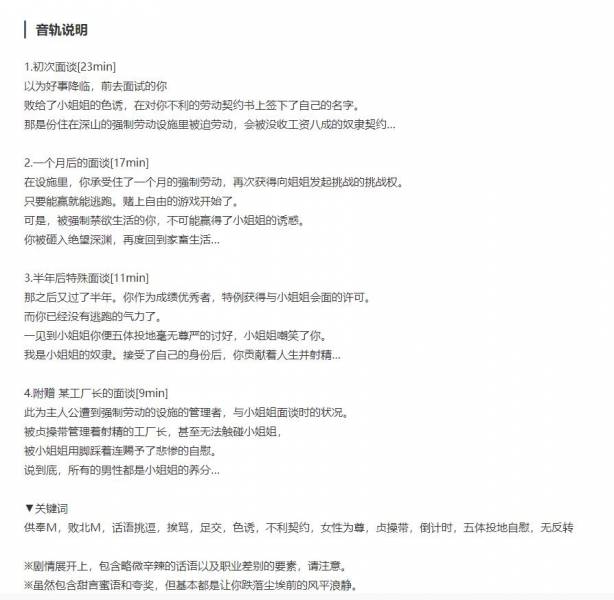 音轨说明
1.初次面谈[23min]
以为好事降临，前去面试的你
败给了小姐姐的色诱，在对你不利的劳动契约书上签下了自己的名字。
那是份住在深山的强制劳动设施里被迫劳动，会被没收工资八成的奴隶契约...
2.一个月后的面谈[17min]
在设施里，你承受住了一个月的强制劳动，再次获得向姐姐发起挑战的挑战权。
只要能赢就能逃跑。赌上自由的游戏开始了。
可是，被强制禁欲生活的你，不可能赢得了小姐姐的诱惑。
你被砸入绝望深渊，再度回到家畜生活...
3.半年后特殊面谈[11min]
那之后又过了半年。你作为成绩优秀者，特例获得与小姐姐会面的许可。
而你已经没有逃跑的气力了。
一见到小姐姐你便五体投地毫无尊严的讨好，小姐姐嘲笑了你。
我是小姐姐的奴隶。接受了自己的身份后，你贡献着人生并射精...
4.附赠 某工厂长的面谈[9min]
此为主人公遭到强制劳动的设施的管理者，与小姐姐面谈时的状况。
被贞操带管理着射精的工厂长，甚至无法触碰小姐姐，
被小姐姐用脚踩着连赐予了悲惨的自慰。
说到底，所有的男性都是小姐姐的养分...
▼关键词
供奉M，败北M，话语挑逗，挨骂，足交，色诱，不利契约，女性为尊，贞操带，倒计时，五体投地自慰，无反转
※剧情展开上，包含略微辛辣的话语以及职业差别的要素，请注意。
※虽然包含甜言蜜语和夸奖，但基本都是让你跌落尘埃前的风平浪静。